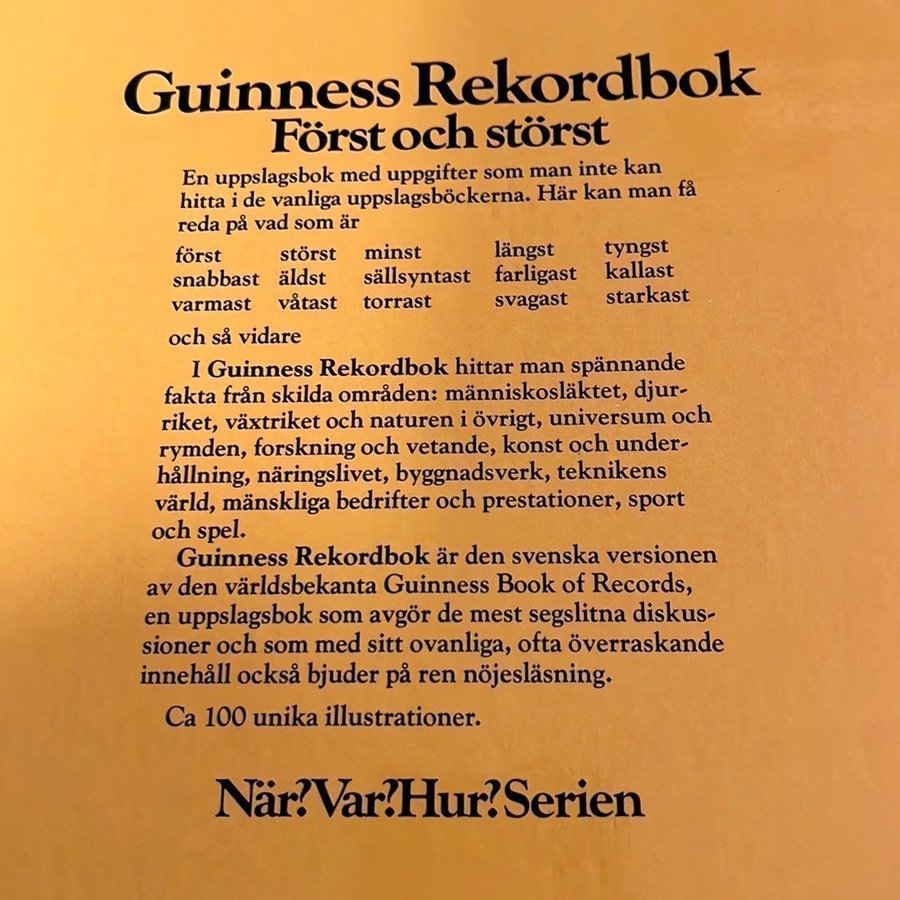 Guinness Rekordbok
Först och störst
En uppslagsbok med uppgifter som man inte kan
hitta i de vanliga uppslagsböckerna. Här kan man få
reda på vad som är
först störst minst längst tyngst
snabbast äldst sällsyntast farligast kallast
varmast våtast torrast svagast starkast
och så vidare
I Guinness Rekordbok hittar man spännande
fakta från skilda områden: människosläktet, djur-
riket, växtriket och naturen i övrigt, universum och
rymden, forskning och vetande, konst och under-
hållning, näringslivet, byggnadsverk, teknikens
värld, mänskliga bedrifter och prestationer, sport
och spel.
Guinness Rekordbok är den svenska versionen
av den världsbekanta Guinness Book of Records,
en uppslagsbok som avgör de mest segslitna diskus-
sioner och som med sitt ovanliga, ofta överraskande
innehåll också bjuder på ren nöjesläsning.
Ca 100 unika illustrationer.
När?Var?Hur?Serien